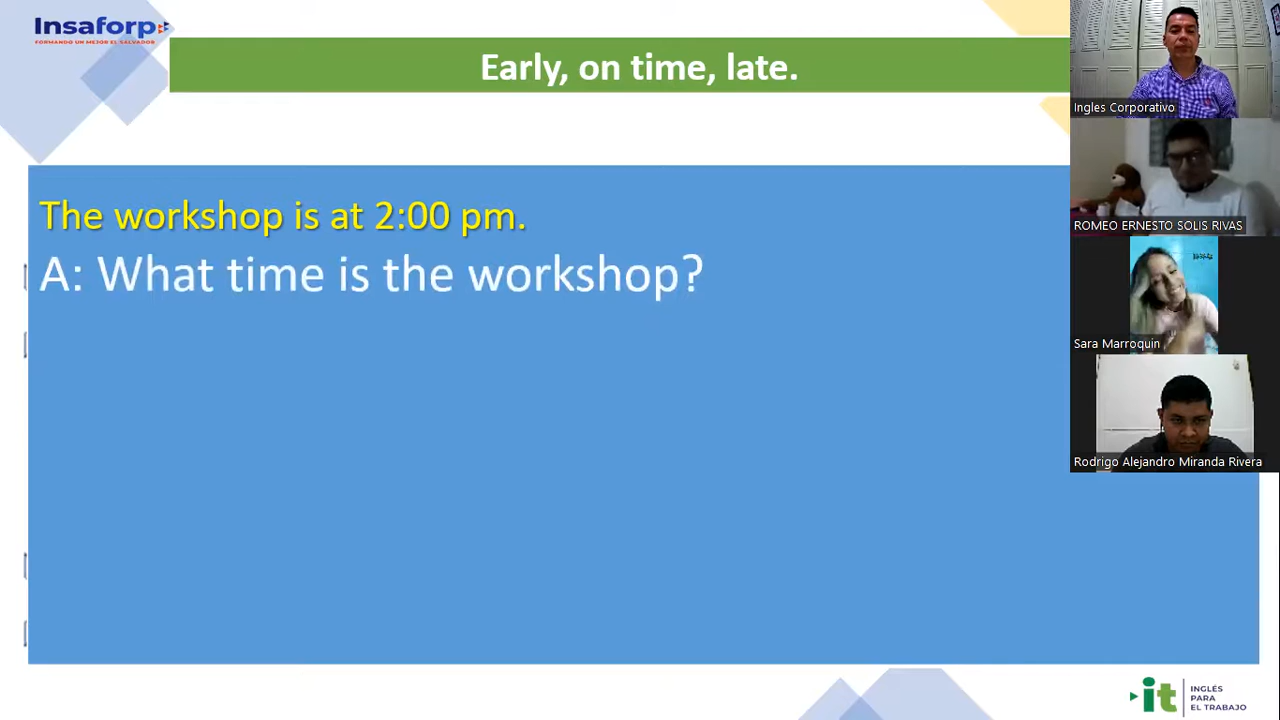 Insaforp
FORMANDO UN MEJOR EL SALVADOR
Early, on time, late.
The workshop is at 2:00 pm.
A: What time is the workshop?
Ingles Corporativo
ROMEO ERNESTO SOLIS RIVAS
Sara Marroquin
Rodrigo Alejandro Miranda Rivera
it
INGLÉS
PARA
EL TRABAJO